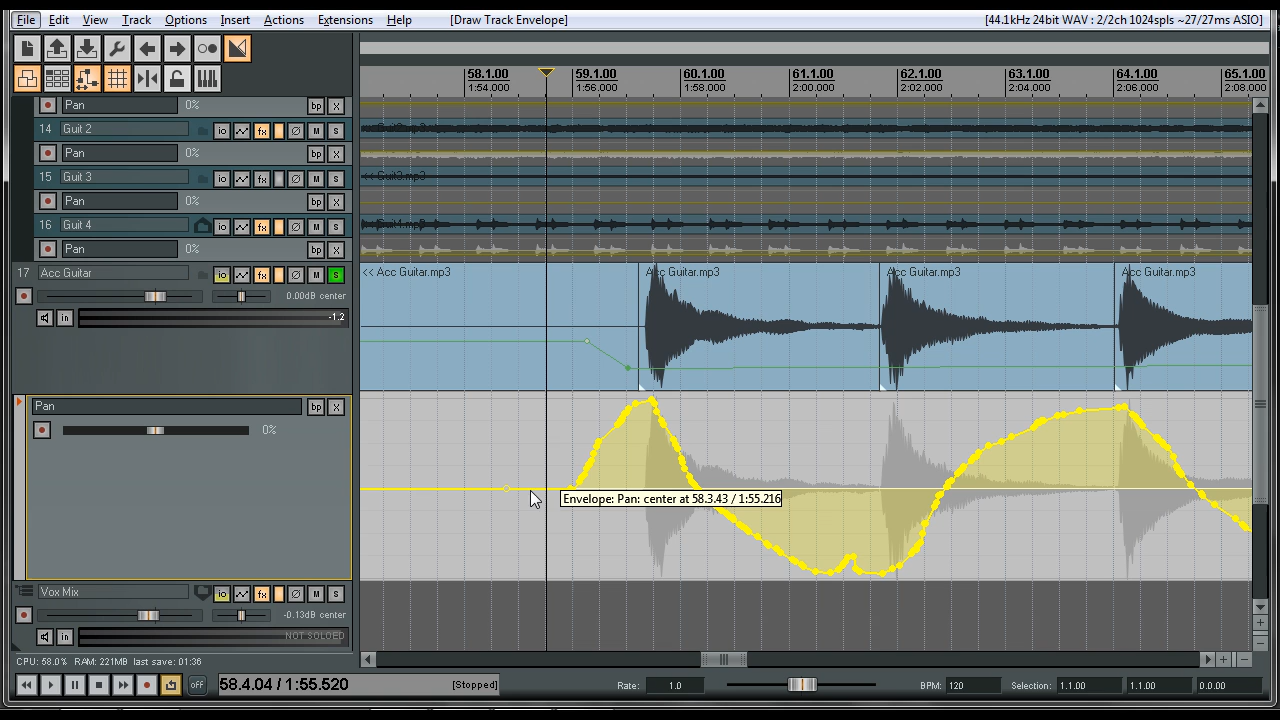 File Edit View Track Options Insert Actions Extensions Help [Draw Track Envelope] [44.1kHz 24bit WAV : 2/2ch 1024spls ~27/27ms ASIO]
58.1.00 59.1.00 60.1.00 61.1.00 62.1.00 63.1.00 64.1.00 65.1.00
1:54.000 1:56.000 1:58.000 2:00.000 2:02.000 2:04.000 2:06.000 2:08.000
Pan 0% bp X
14 Guit 2 io fx M S
Pan 0% bp X
15 Guit 3 io fx M S << Guit3.mp3
Pan 0% bp X
16 Guit 4 io fx M S Guit4.mp3
Pan 0% bp X
17 Acc Guitar io fx M S << Acc Guitar.mp3 Acc Guitar.mp3 Acc Guitar.mp3 Acc Guitar.mp3
0.00dB center
in -1.2
Pan bp X
0%
Envelope: Pan: center at 58.3.43 / 1:55.216
Vox Mix io fx M S
-0.13dB center
in NOT SOLOED
CPU: 58.0% RAM: 221MB last save: 01:36
off 58.4.04 / 1:55.520 [Stopped] Rate: 1.0 BPM: 120 Selection: 1.1.00 1.1.00 0.0.00